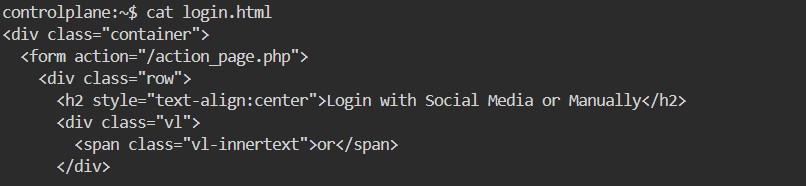 controlplane:~$ cat login.html
<div class="container">
  <form action="/action_page.php">
    <div class="row">
      <h2 style="text-align:center">Login with Social Media or Manually</h2>
      <div class="vl">
        <span class="vl-innertext">or</span>
      </div>